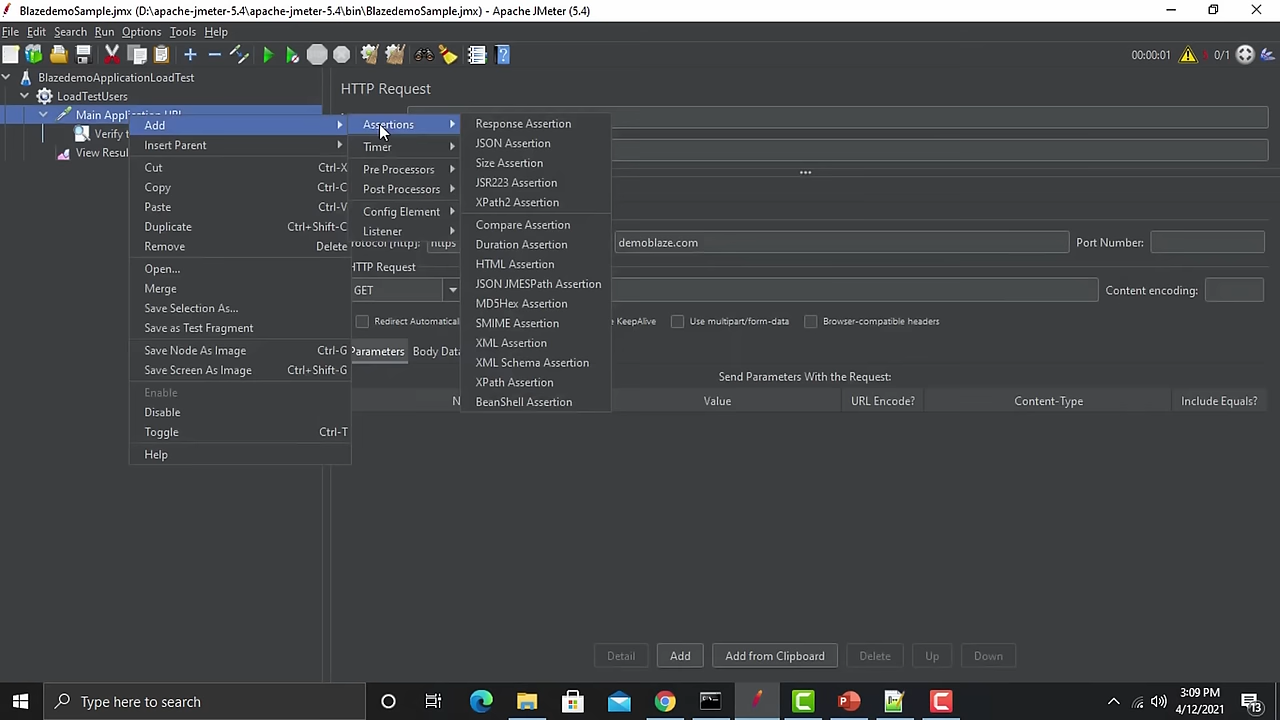 BlazedemoSample.jmx (D:\apache-jmeter-5.4\apache-jmeter-5.4\bin\BlazedemoSample.jmx) - Apache JMeter (5.4)
File Edit Search Run Options Tools Help
00:00:01 0/1
BlazedemoApplicationLoadTest
LoadTestUsers
Main Application URL
Verify t
View Resul
HTTP Request
Add
Insert Parent
Cut Ctrl-X
Copy Ctrl-C
Paste Ctrl-V
Duplicate Ctrl+Shift-C
Remove Delete
Open...
Merge
Save Selection As...
Save as Test Fragment
Save Node As Image Ctrl-G
Save Screen As Image Ctrl+Shift-G
Enable
Disable
Toggle Ctrl-T
Help
Assertions
Timer
Pre Processors
Post Processors
Config Element
Listener
Response Assertion
JSON Assertion
Size Assertion
JSR223 Assertion
XPath2 Assertion
Compare Assertion
Duration Assertion
HTML Assertion
JSON JMESPath Assertion
MD5Hex Assertion
SMIME Assertion
XML Assertion
XML Schema Assertion
XPath Assertion
BeanShell Assertion
rotocol [http]: https demoblaze.com Port Number:
HTTP Request
GET Content encoding:
Redirect Automatical e KeepAlive Use multipart/form-data Browser-compatible headers
Parameters Body Data
Send Parameters With the Request:
N Value URL Encode? Content-Type Include Equals?
Detail Add Add from Clipboard Delete Up Down
Type here to search
3:09 PM
4/12/2021
13